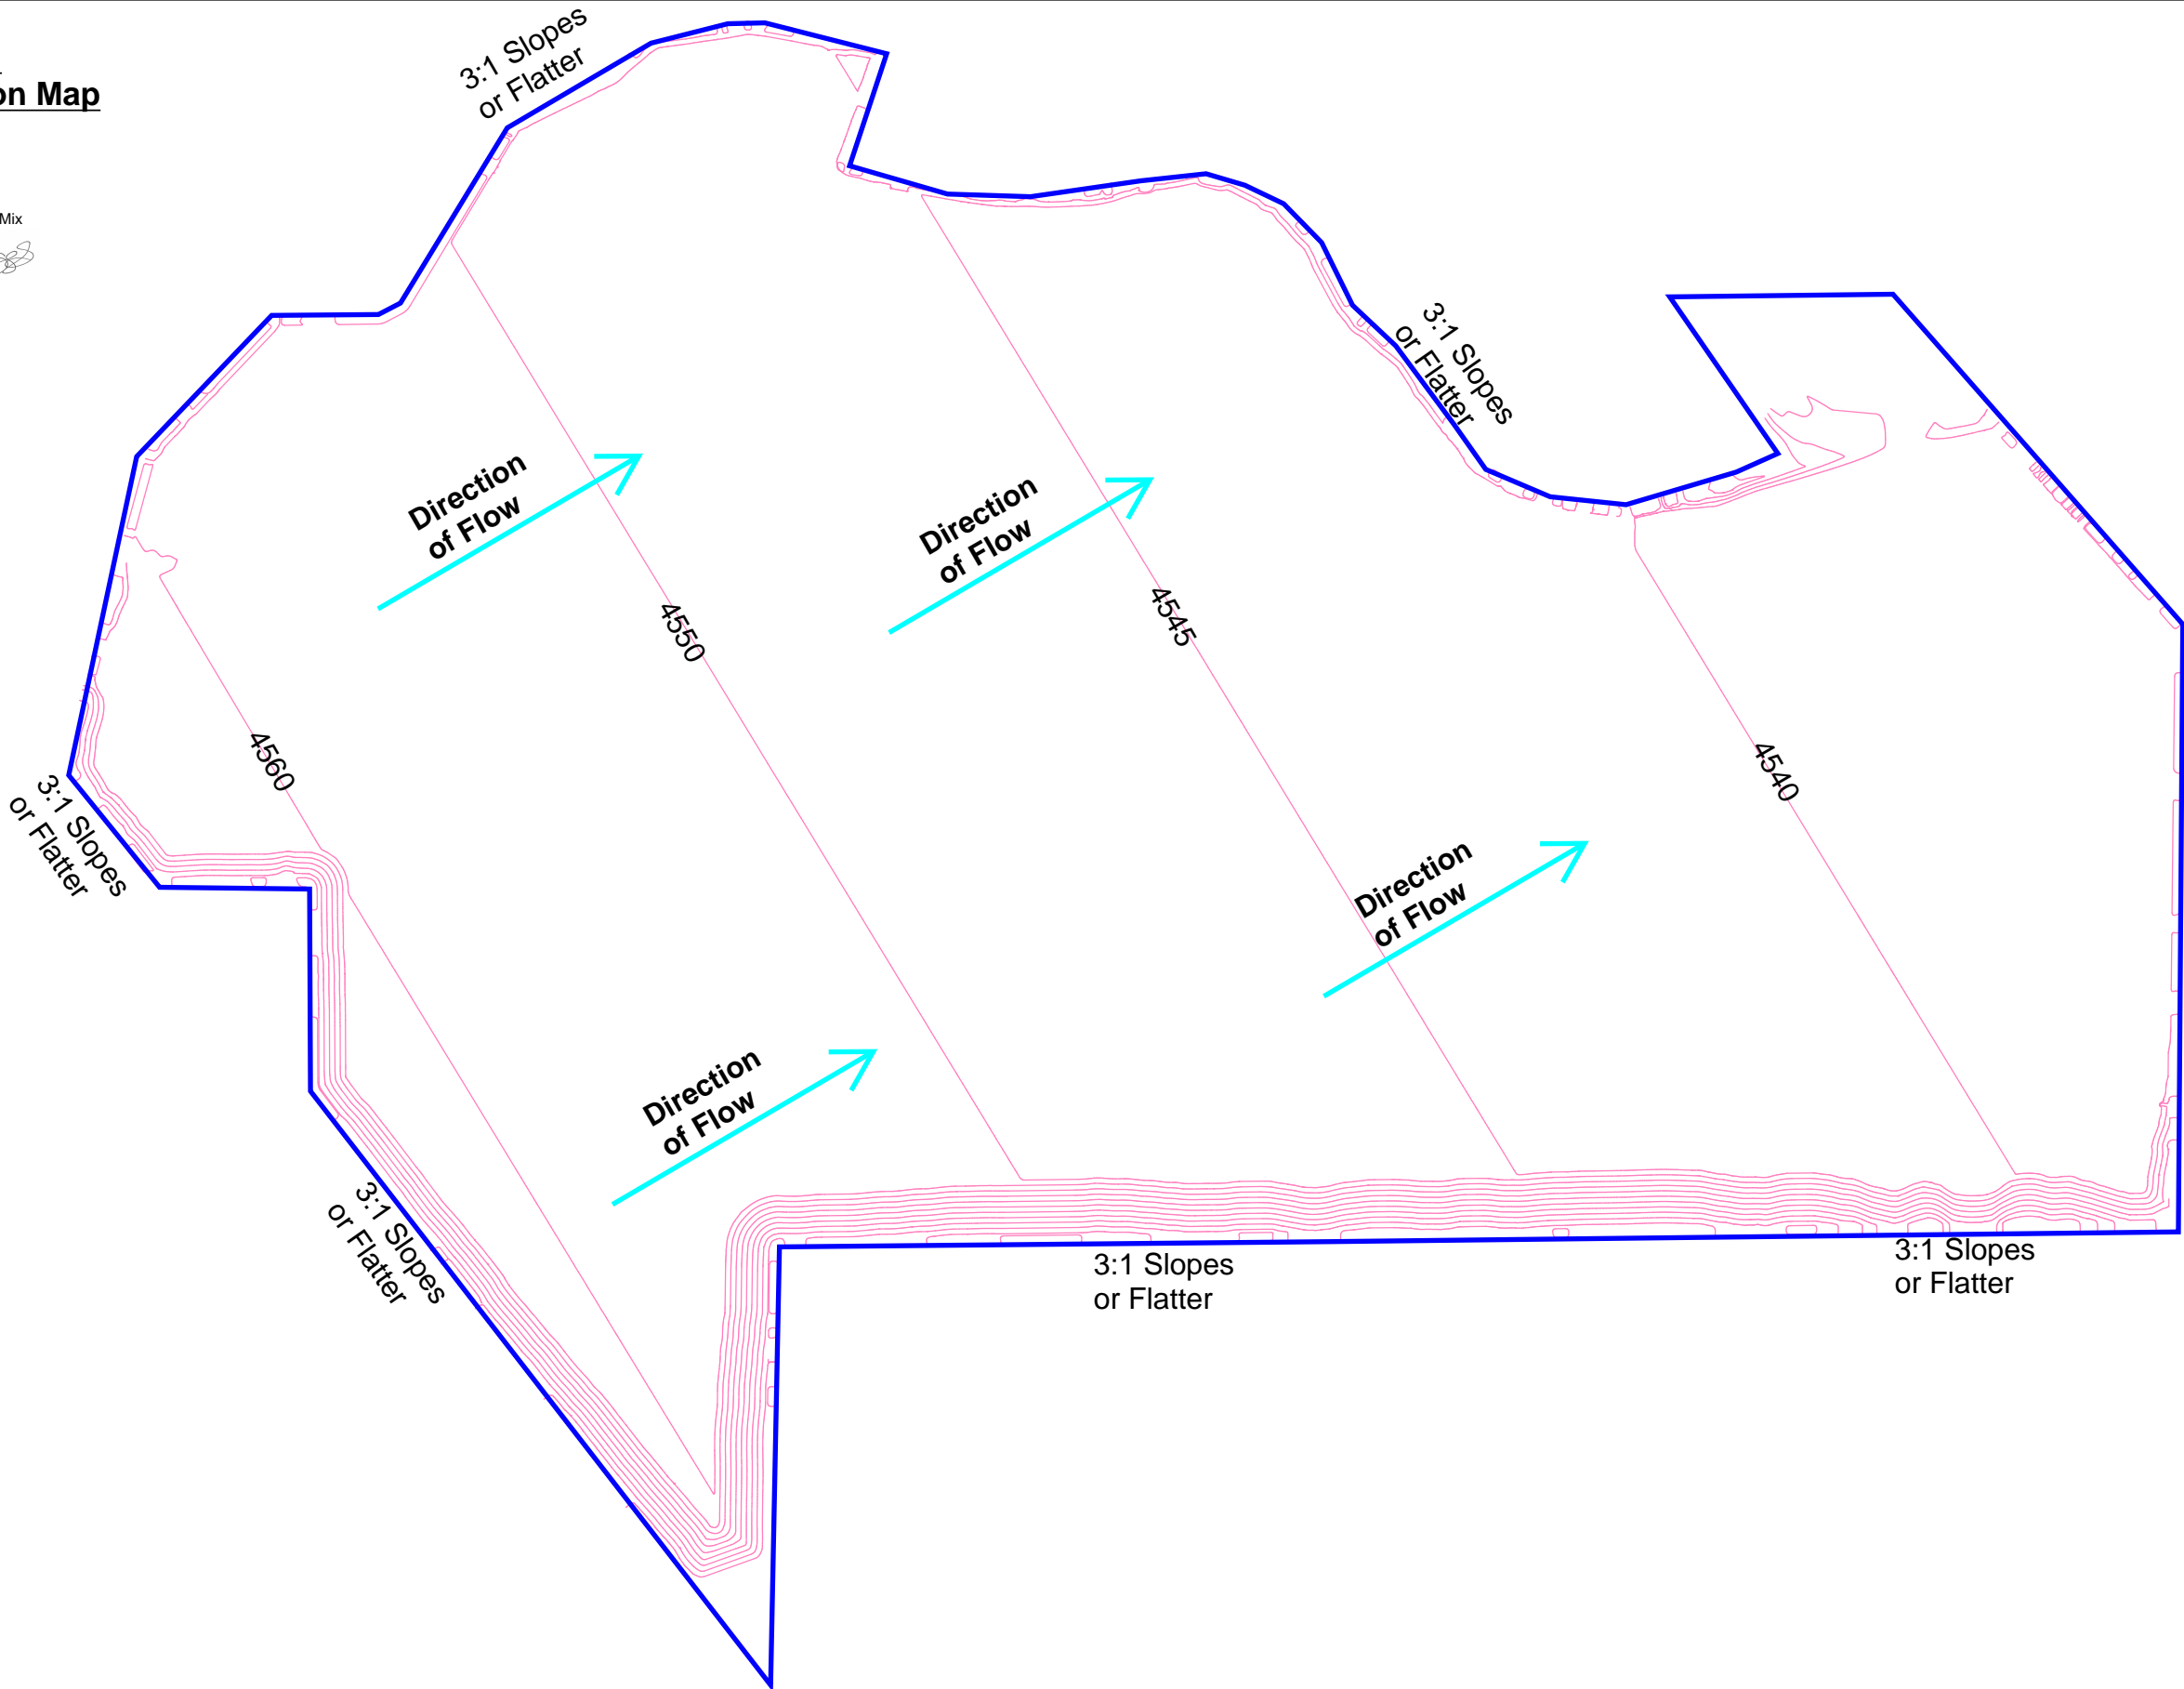 on Map
Mix
3:1 Slopes
or Flatter
3:1 Slopes
or Flatter
Direction
of Flow
Direction
of Flow
4550
4545
4560
4540
3:1 Slopes
or Flatter
Direction
of Flow
Direction
of Flow
3:1 Slopes
or Flatter
3:1 Slopes
or Flatter
3:1 Slopes
or Flatter